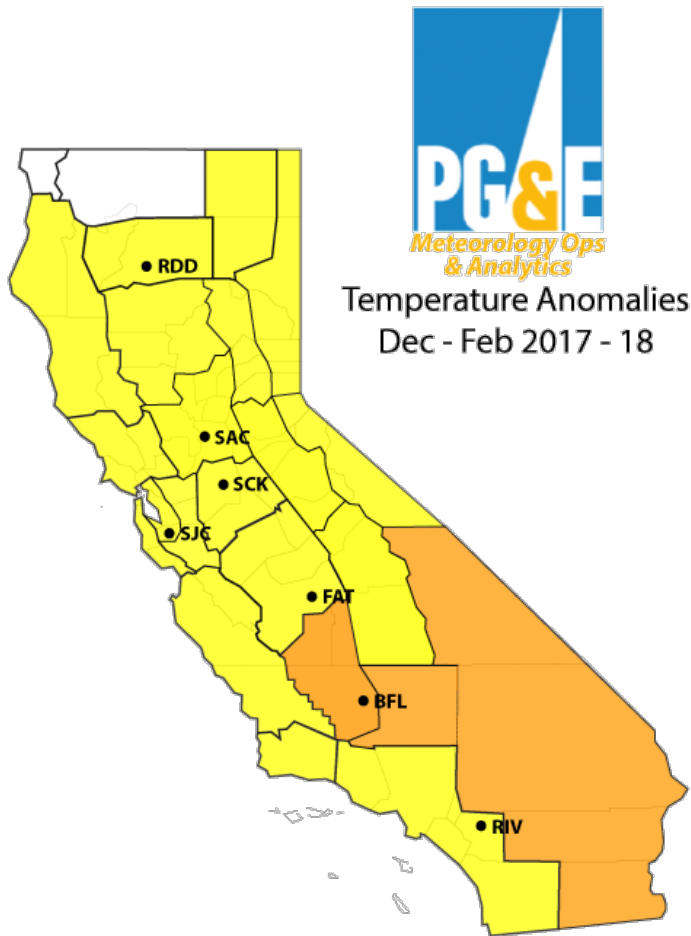 PG&E
Meteorology Ops
& Analytics
Temperature Anomalies
Dec - Feb 2017 - 18
RDD
SAC
SCK
SJC
FAT
BFL
RIV